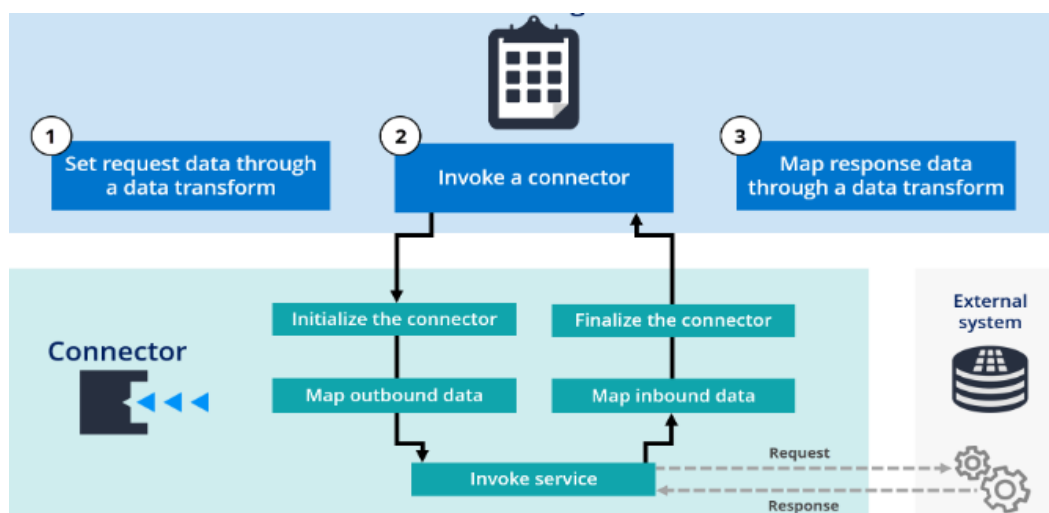 1
Set request data through
a data transform
2
Invoke a connector
3
Map response data
through a data transform
Connector
Initialize the connector
Finalize the connector
Map outbound data
Map inbound data
Invoke service
Request
Response
External
system